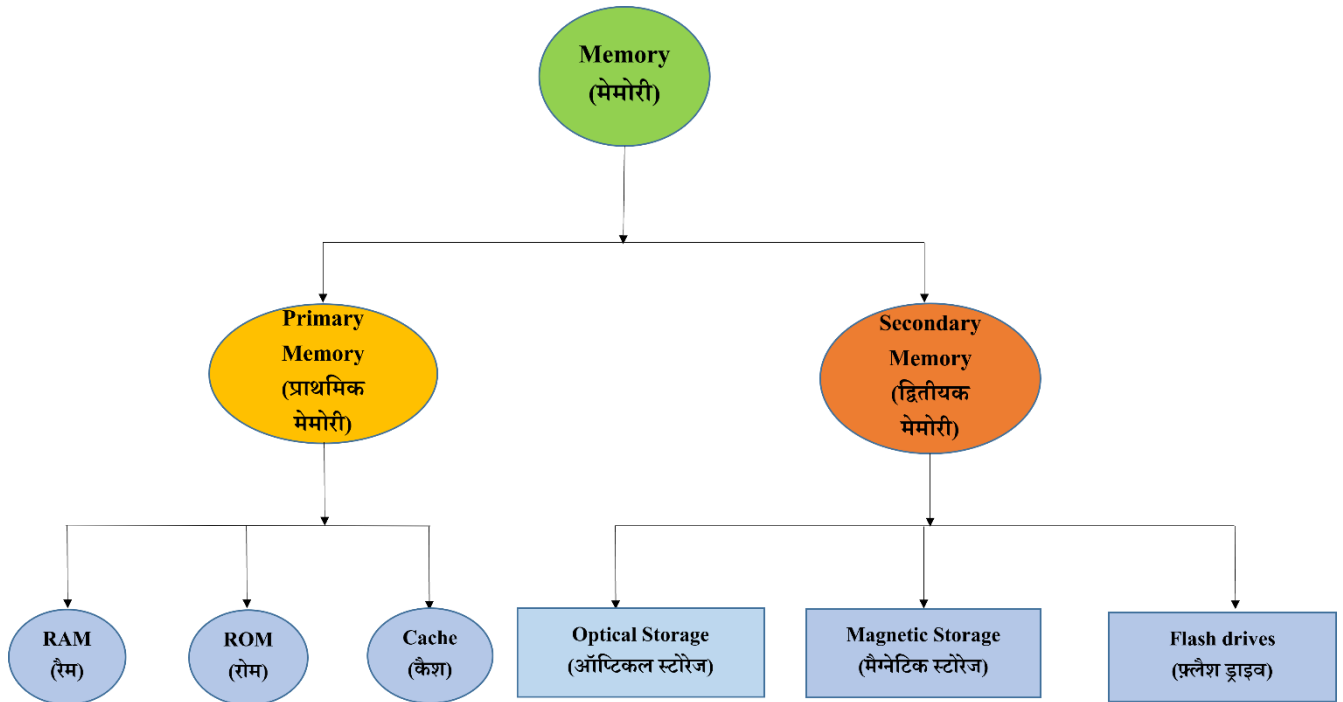 Memory
(मेमोरी)
Primary
Memory
(प्राथमिक
मेमोरी)
Secondary
Memory
(द्वितीयक
मेमोरी)
RAM
(रैम)
ROM
(रोम)
Cache
(कैश)
Optical Storage
(ऑप्टिकल स्टोरेज)
Magnetic Storage
(मैग्नेटिक स्टोरेज)
Flash drives
(फ़्लैश ड्राइव)